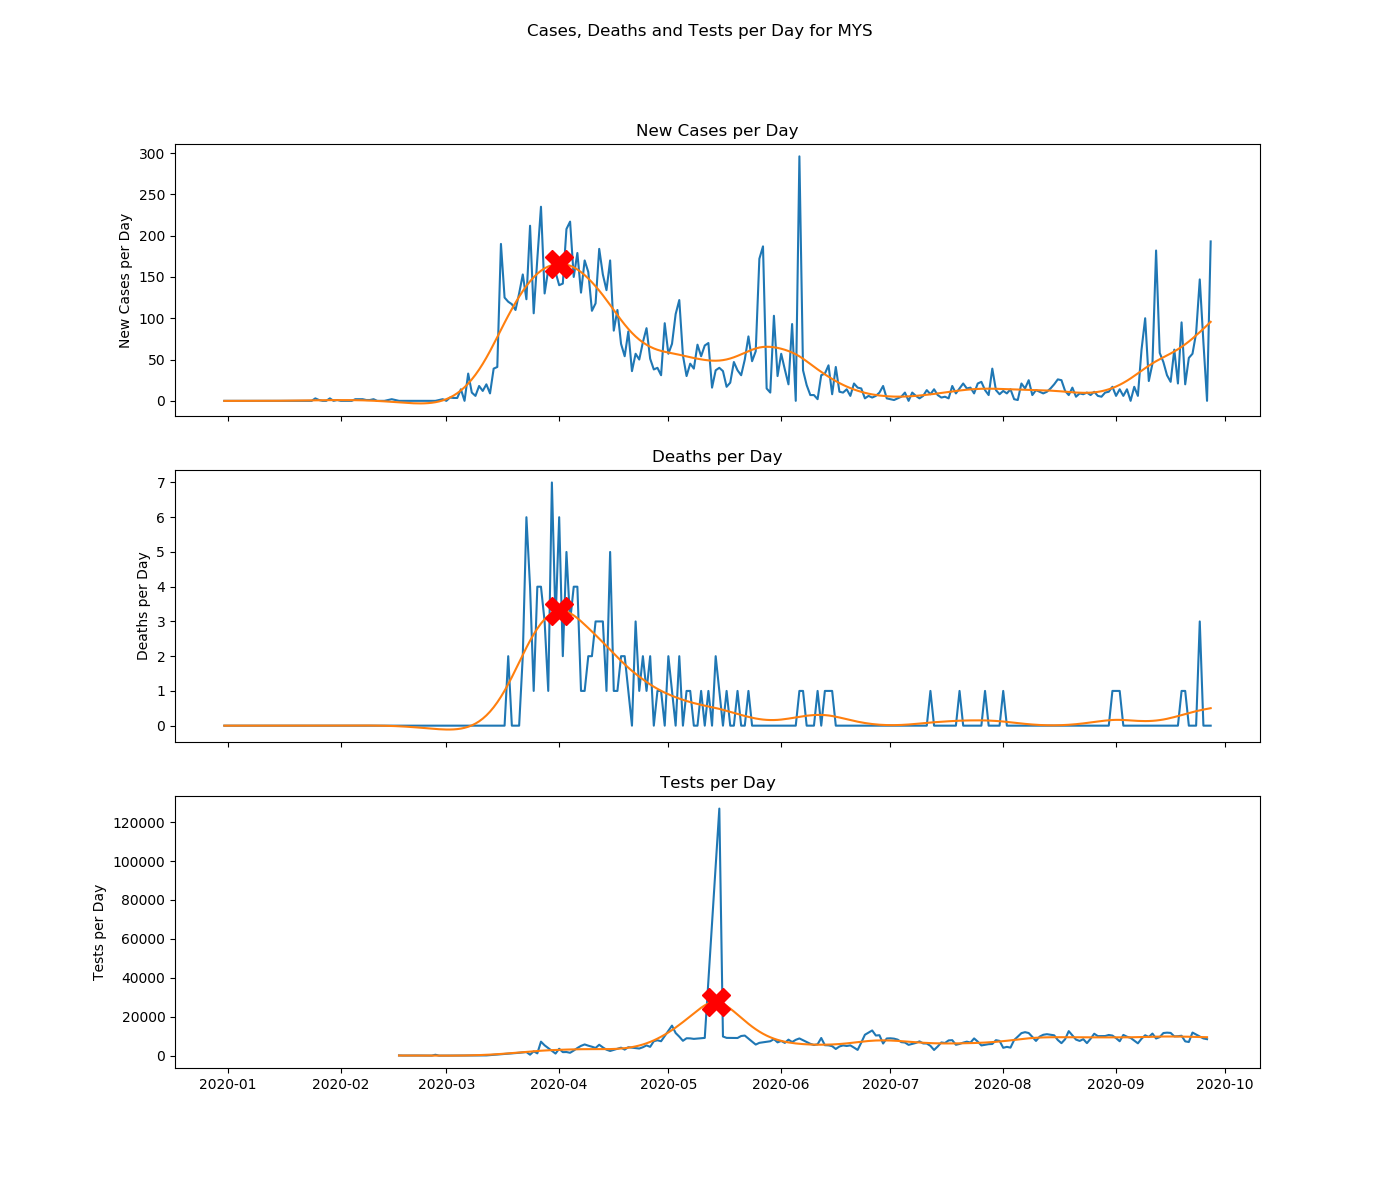 Cases, Deaths and Tests per Day for MYS
New Cases per Day
New Cases per Day
300
250
200
150
100
50
0
Deaths per Day
Deaths per Day
7
6
5
4
3
2
1
0
Tests per Day
Tests per Day
120000
100000
80000
60000
40000
20000
0
2020-01 2020-02 2020-03 2020-04 2020-05 2020-06 2020-07 2020-08 2020-09 2020-10